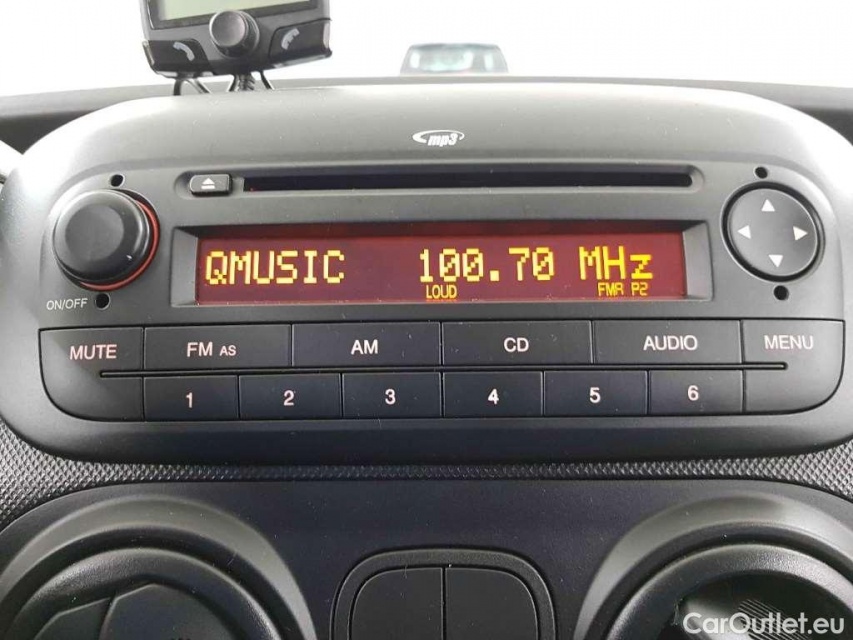 mp3
QMUSIC 100.70 MHz
LOUD FMR P2
ON/OFF
MUTE FM AS AM CD AUDIO MENU
1 2 3 4 5 6
CarOutlet.eu